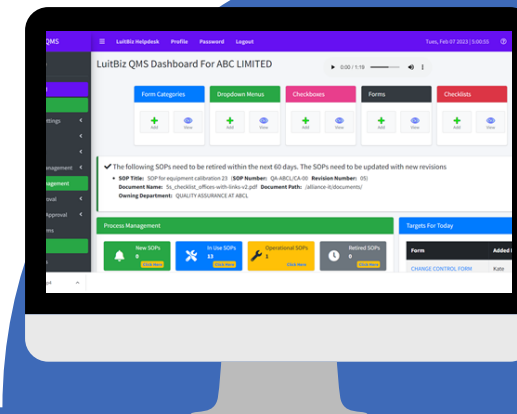 QMS
LuitBiz Helpdesk Profile Password Logout
Tues, Feb 07 2023 | 5:00:55
LuitBiz QMS Dashboard For ABC LIMITED
0:00 / 1:19
Form Categories
Dropdown Menus
Checkboxes
Forms
Checklists
Add View
Add View
Add View
Add View
Add View
ttings
anagement
nagement
oval
Approval
rms
The following SOPs need to be retired within the next 60 days. The SOPs need to be updated with new revisions
SOP Title: SOP for equipment calibration 23 (SOP Number: QA-ABCL/CA-00 Revision Number: 05)
Document Name: Ss_checklist_offices-with-links-v2.pdf Document Path: /alliance-it/documents/
Owning Department: QUALITY ASSURANCE AT ABCL
Process Management
New SOPs
0
Click Here
In Use SOPs
13
Click Here
Operational SOPs
1
Click Here
Retired SOPs
0
Click Here
Targets For Today
Form Added
CHANGE CONTROL FORM Kate